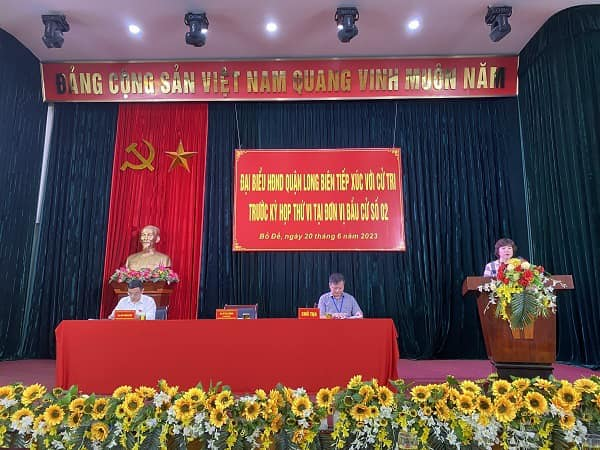 ĐẢNG CỘNG SẢN VIỆT NAM QUANG VINH MUÔN NĂM
ĐẠI BIỂU HĐND QUẬN LONG BIÊN TIẾP XÚC VỚI CỬ TRI
TRƯỚC KỲ HỌP THỨ VI TẠI ĐƠN VỊ BẦU CỬ SỐ 02
Bồ Đề, ngày 20 tháng 6 năm 2023
CHỦ TỌA